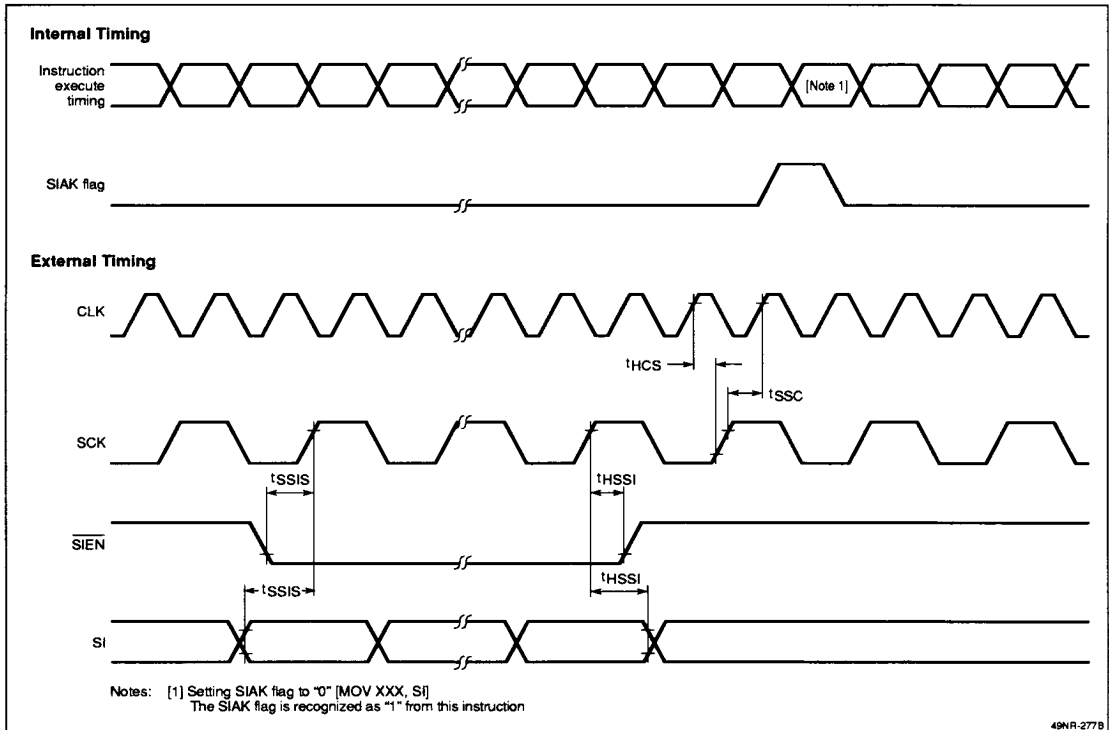 Internal Timing
Instruction
execute
timing
[Note 1]
SIAK flag
External Timing
CLK
tHCS
tSSC
SCK
tSSIS
tHSSI
SIEN
tSSIS
tHSSI
SI
Notes: [1] Setting SIAK flag to "0" [MOV XXX, SI]
The SIAK flag is recognized as "1" from this instruction
49NR-277B